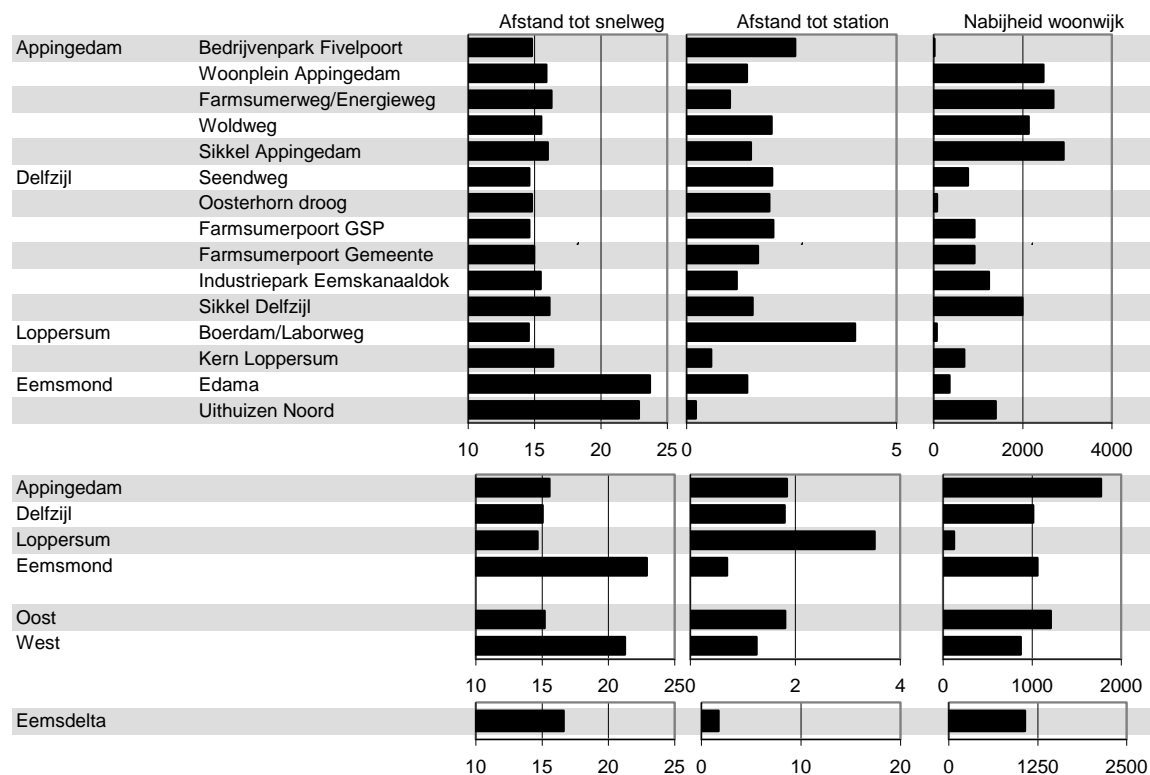 Afstand tot snelweg Afstand tot station Nabijheid woonwijk
Appingedam Bedrijvenpark Fivelpoort
Woonplein Appingedam
Farmsumerweg/Energieweg
Woldweg
Sikkel Appingedam
Delfzijl Seendweg
Oosterhorn droog
Farmsumerpoort GSP
Farmsumerpoort Gemeente
Industriepark Eemskanaaldok
Sikkel Delfzijl
Loppersum Boerdam/Laborweg
Kern Loppersum
Eemsmond Edama
Uithuizen Noord
10 15 20 25 0 5 0 2000 4000
Appingedam
Delfzijl
Loppersum
Eemsmond
Oost
West
10 15 20 25 0 2 4 0 1000 2000
Eemsdelta
10 15 20 25 0 10 20 0 1250 2500